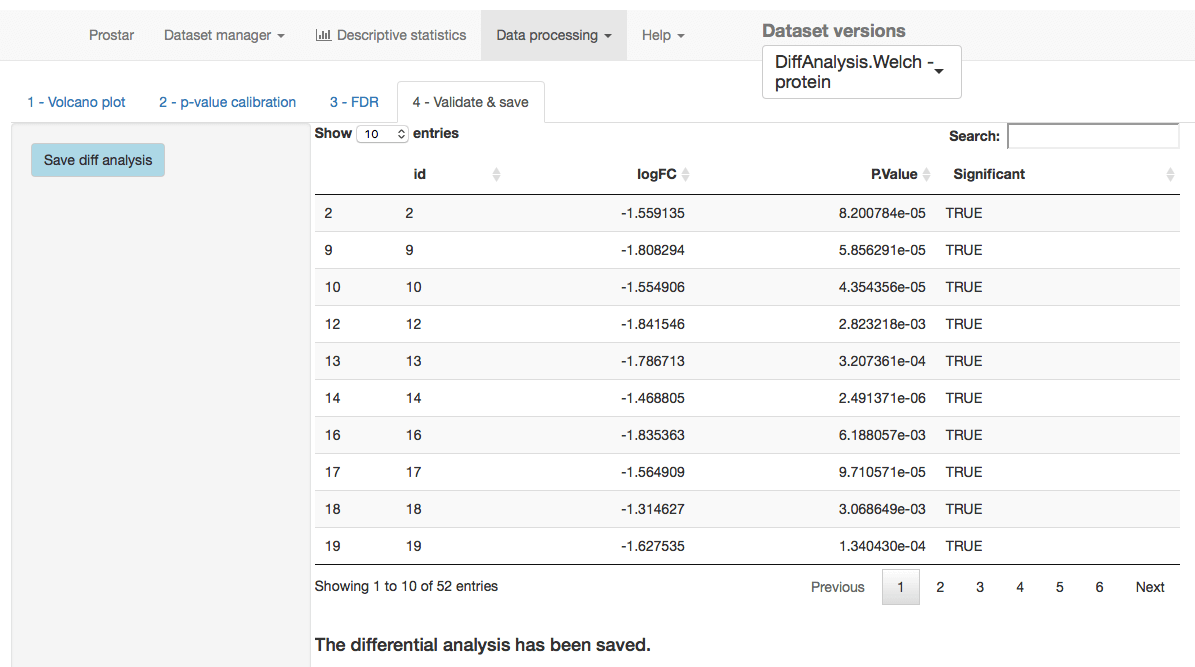 Prostar Dataset manager Descriptive statistics Data processing Help Dataset versions
DiffAnalysis.Welch -
protein
1 - Volcano plot 2 - p-value calibration 3 - FDR 4 - Validate & save
Save diff analysis
Show 10 entries Search:
id logFC P.Value Significant
2 2 -1.559135 8.200784e-05 TRUE
9 9 -1.808294 5.856291e-05 TRUE
10 10 -1.554906 4.354356e-05 TRUE
12 12 -1.841546 2.823218e-03 TRUE
13 13 -1.786713 3.207361e-04 TRUE
14 14 -1.468805 2.491371e-06 TRUE
16 16 -1.835363 6.188057e-03 TRUE
17 17 -1.564909 9.710571e-05 TRUE
18 18 -1.314627 3.068649e-03 TRUE
19 19 -1.627535 1.340430e-04 TRUE
Showing 1 to 10 of 52 entries Previous 1 2 3 4 5 6 Next
The differential analysis has been saved.